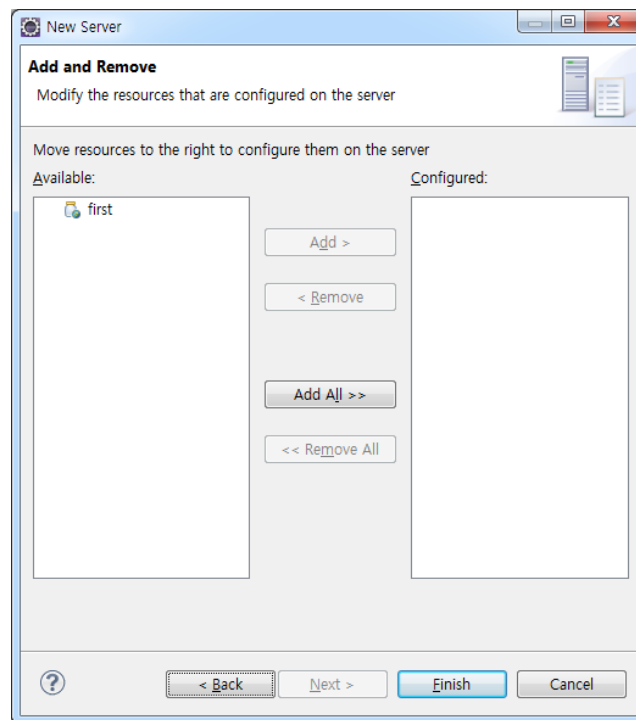 New Server
Add and Remove
Modify the resources that are configured on the server
Move resources to the right to configure them on the server
Available:
Configured:
first
Add >
< Remove
Add All >>
<< Remove All
?
< Back
Next >
Finish
Cancel